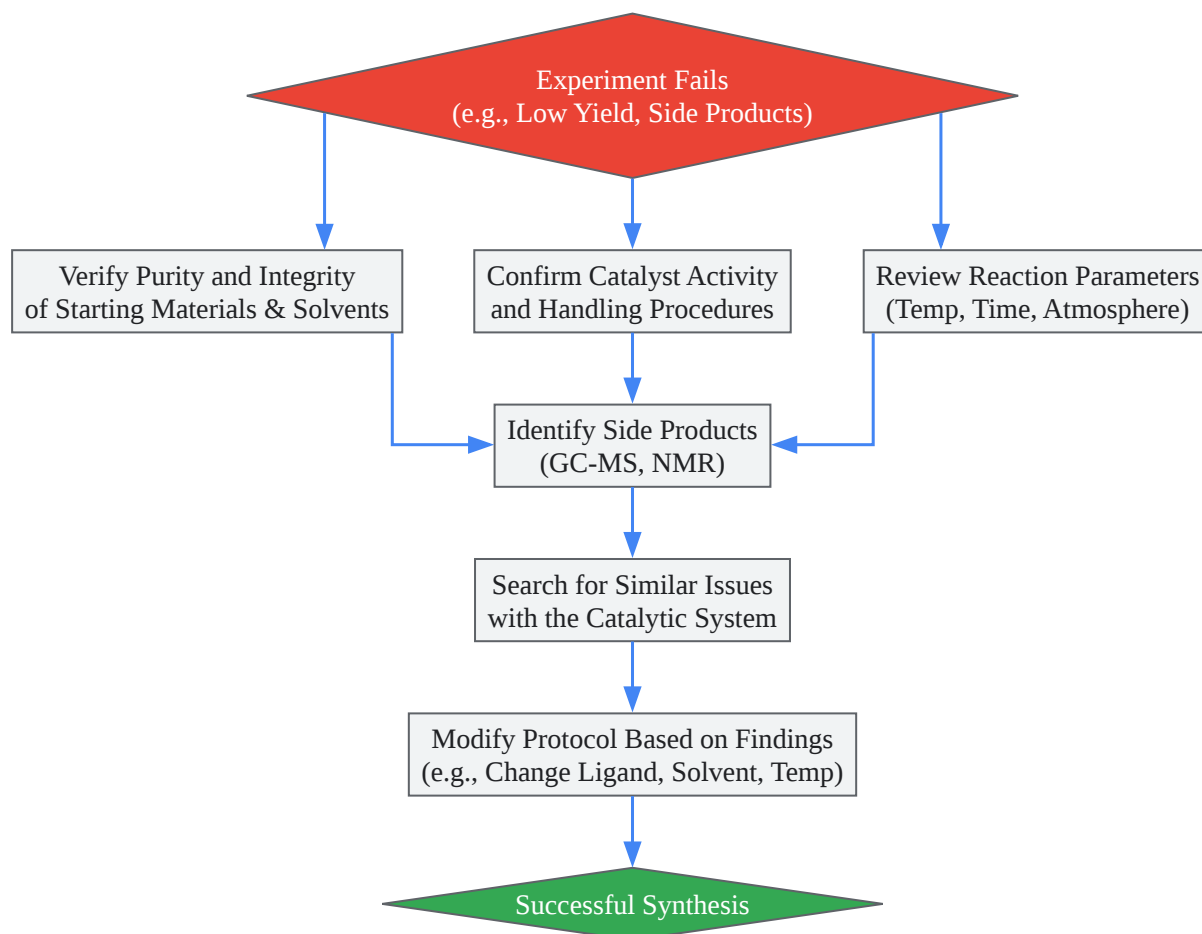 Experiment Fails
(e.g., Low Yield, Side Products)
Verify Purity and Integrity
of Starting Materials & Solvents
Confirm Catalyst Activity
and Handling Procedures
Review Reaction Parameters
(Temp, Time, Atmosphere)
Identify Side Products
(GC-MS, NMR)
Search for Similar Issues
with the Catalytic System
Modify Protocol Based on Findings
(e.g., Change Ligand, Solvent, Temp)
Successful Synthesis